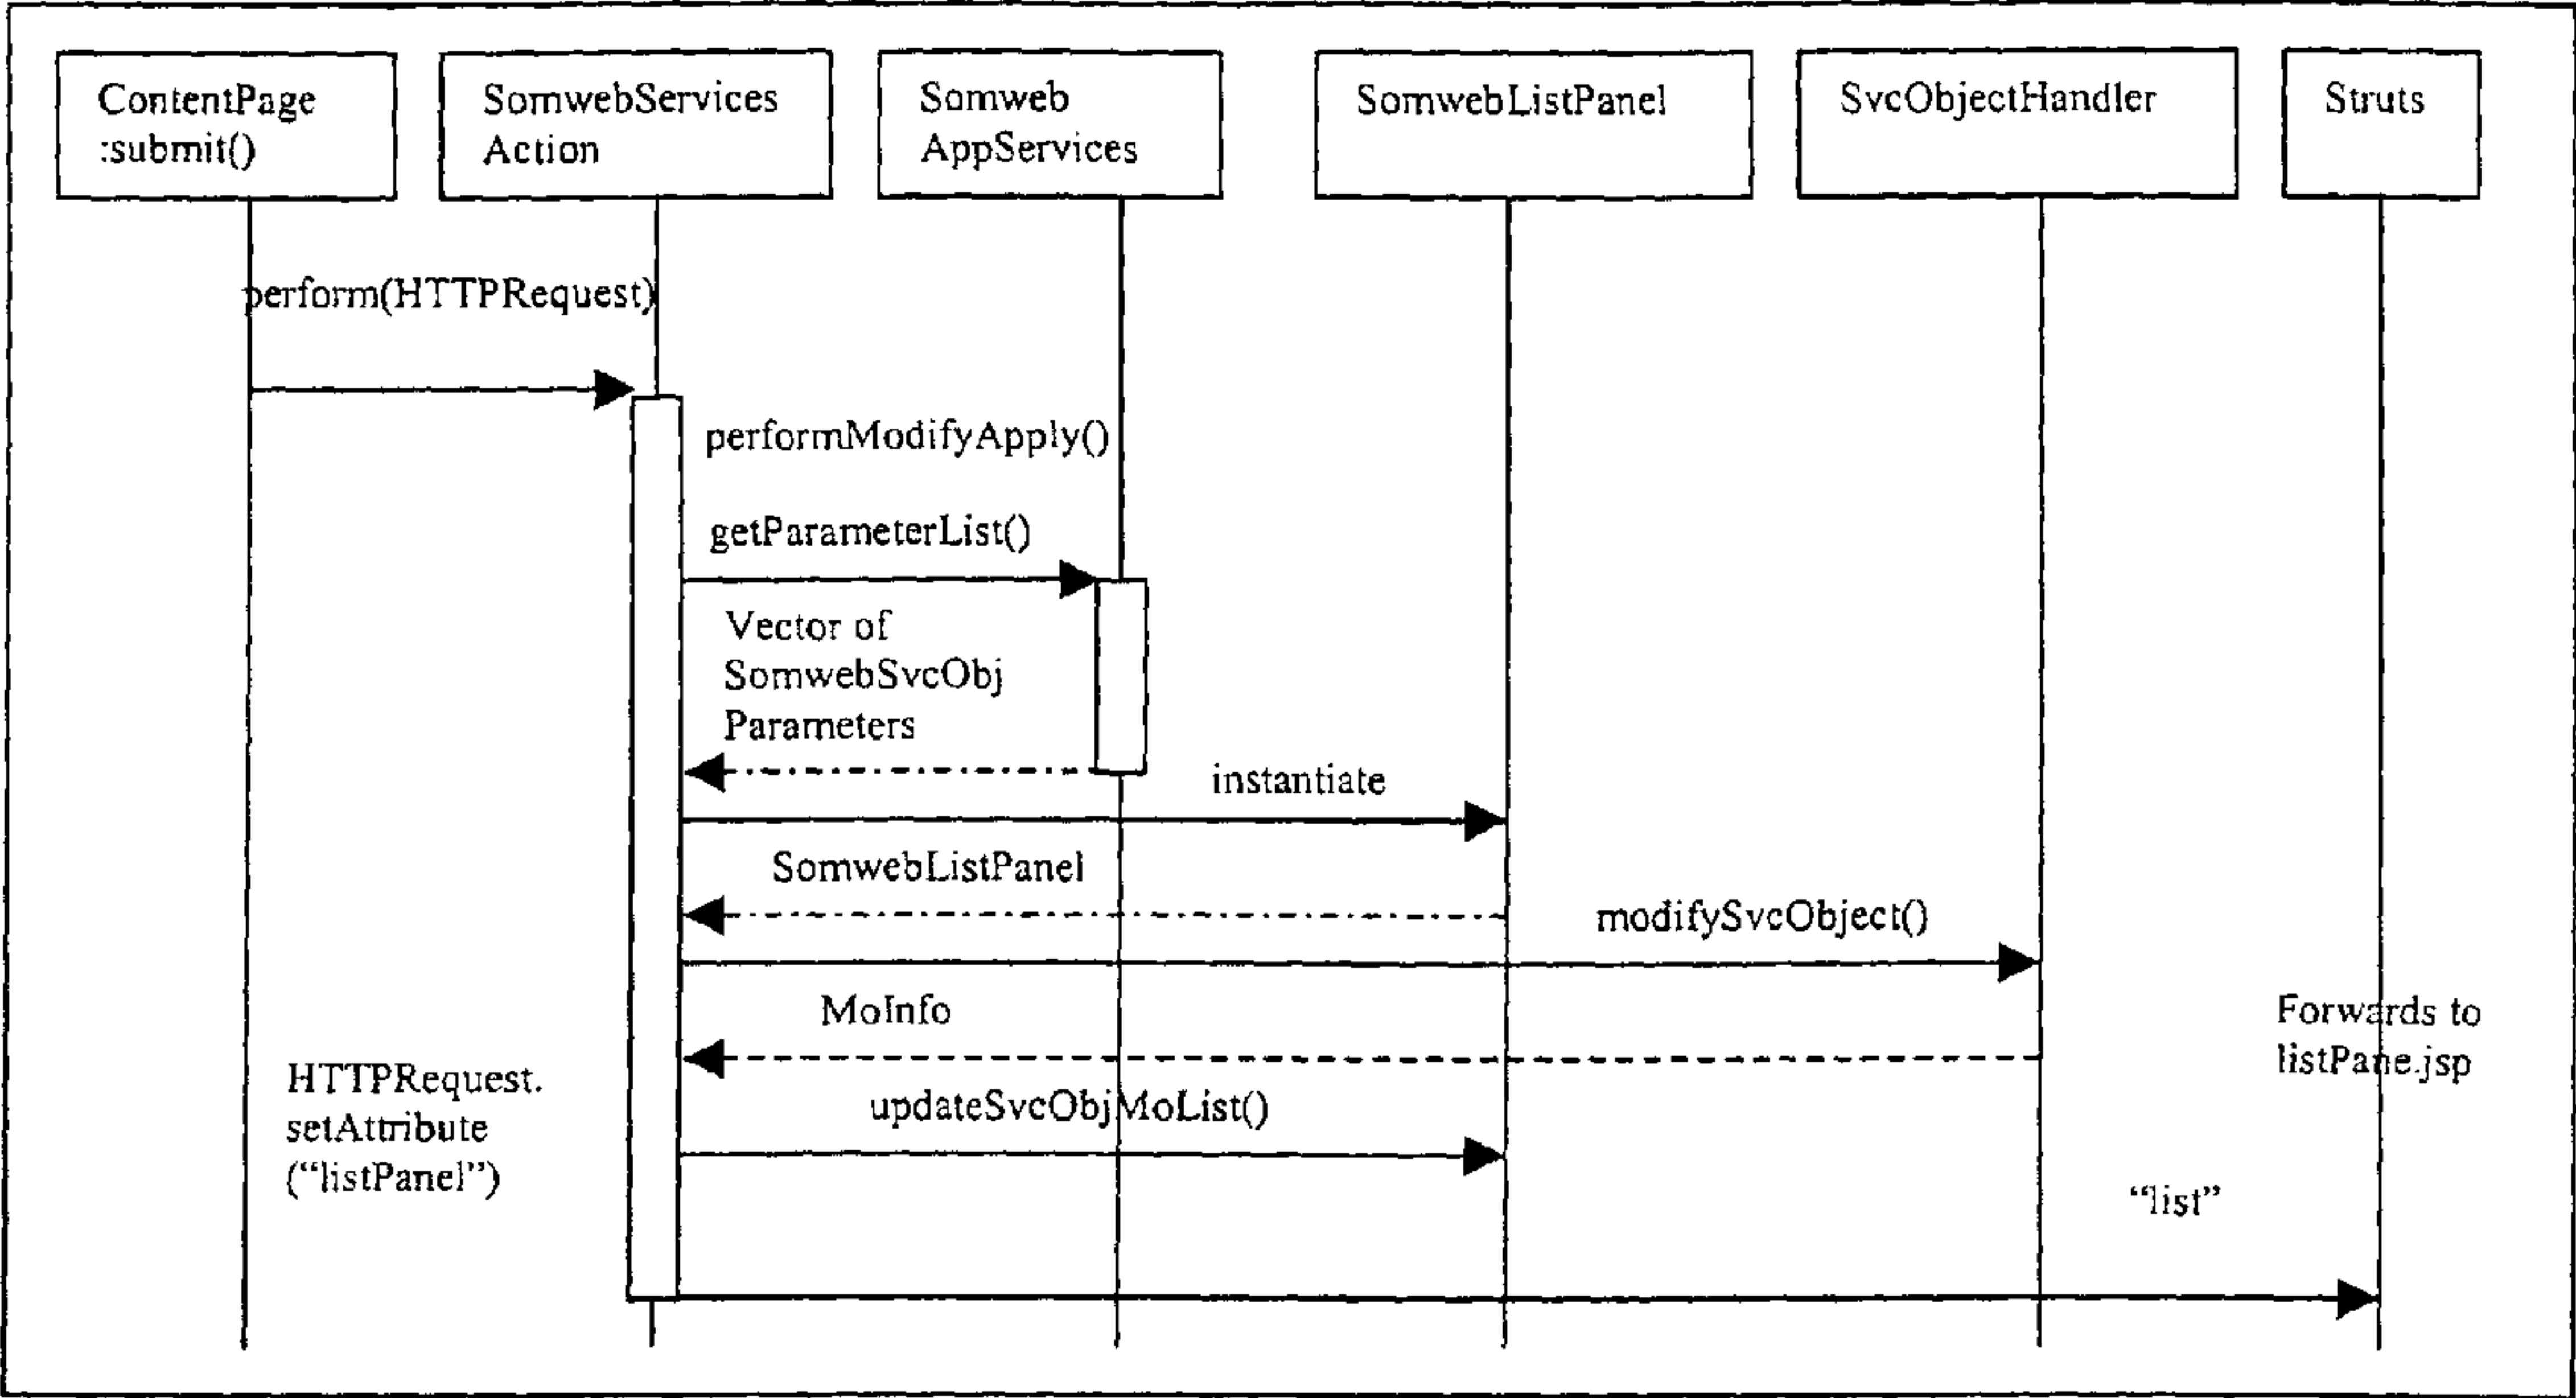 ContentPage
:submit()
SomwebServices
Action
Somweb
AppServices
SomwebListPanel
SvcObjectHandler
Struts
perform(HTTPRequest)
performModifyApply()
getParameterList()
Vector of
SomwebSvcObj
Parameters
instantiate
SomwebListPanel
modifySvcObject()
MoInfo
Forwards to
listPane.jsp
HTTPRequest.
setAttribute
(“listPanel”)
updateSvcObjMoList()
“list”